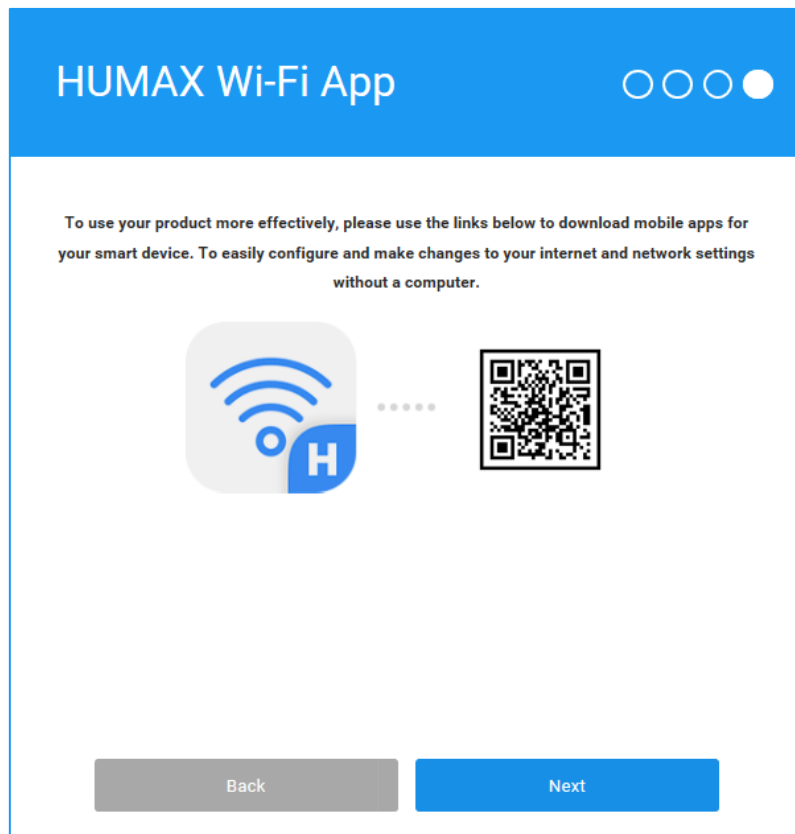 HUMAX Wi-Fi App
To use your product more effectively, please use the links below to download mobile apps for
your smart device. To easily configure and make changes to your internet and network settings
without a computer.
H
Back
Next